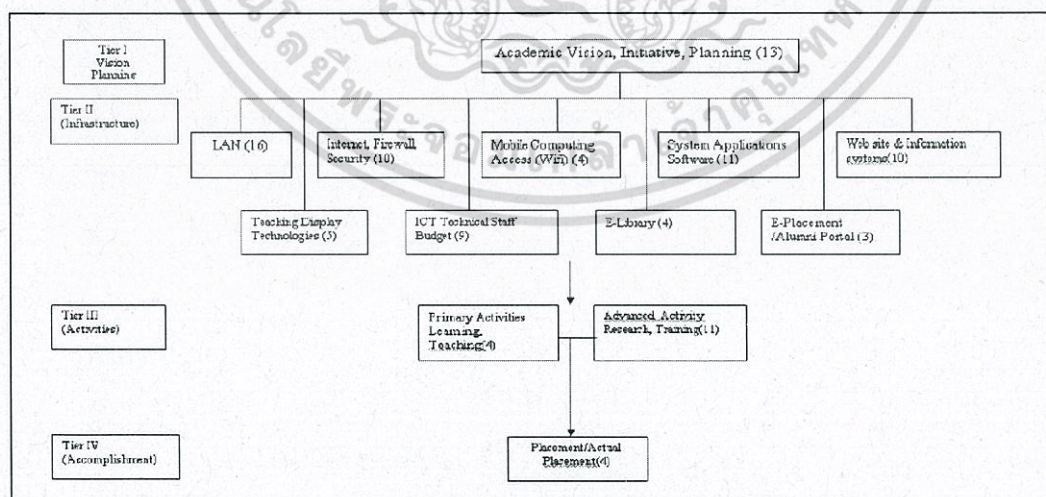 Tier I
Vision
Planning
Academic Vision, Initiative, Planning (13)
Tier II
(Infrastructure)
LAN (16)
Internet, Firewall,
Security (10)
Mobile Computing
Access (Wifi) (4)
System Applications
Software (11)
Web site & Information
systems(10)
Teaching Display
Technologies (5)
ICT Technical Staff
Budget (9)
E-Library (4)
E-Placement
/Alumni Portal (3)
Tier III
(Activities)
Primary Activities
Learning,
Teaching(4)
Advanced Activity
Research, Training(11)
Tier IV
(Accomplishment)
Placement/Actual
Placement(4)